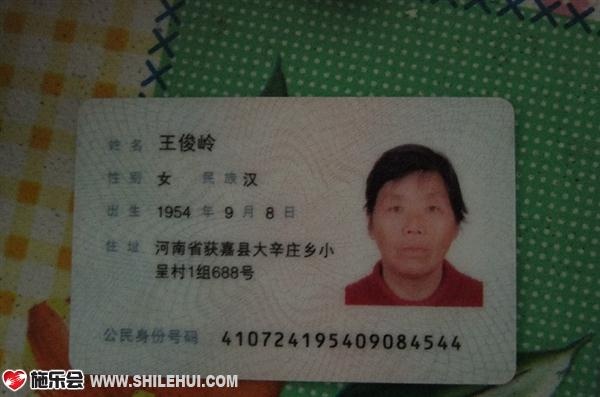 姓名 王俊岭
性别 女 民族 汉
出生 1954 年 9 月 8 日
住址 河南省获嘉县大辛庄乡小
呈村1组688号
公民身份号码 410724195409084544
施乐会 WWW.SHILEHUI.COM